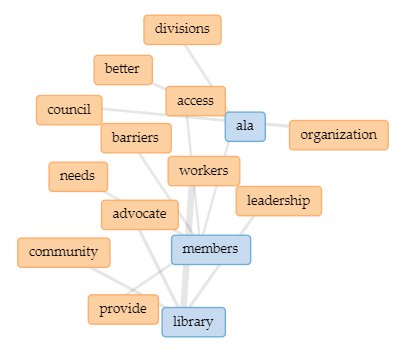 divisions
better
access
council
ala
organization
barriers
workers
needs
leadership
advocate
members
community
provide
library